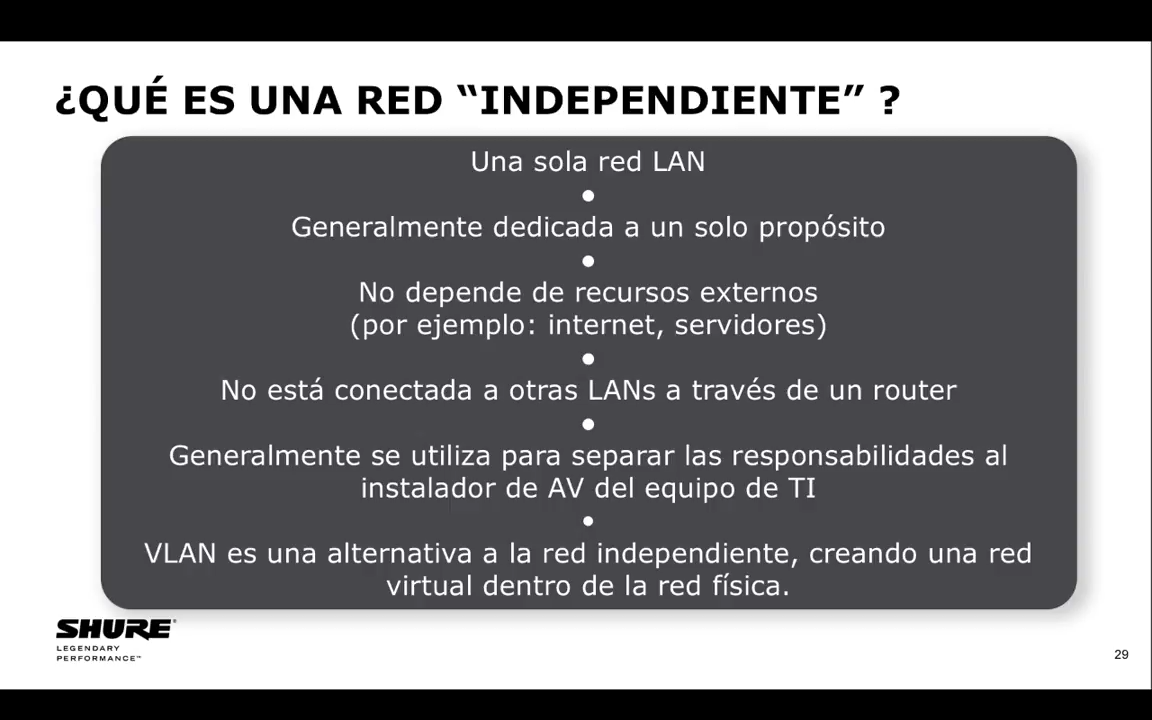 ¿QUÉ ES UNA RED “INDEPENDIENTE” ?
Una sola red LAN
•
Generalmente dedicada a un solo propósito
•
No depende de recursos externos
(por ejemplo: internet, servidores)
•
No está conectada a otras LANs a través de un router
•
Generalmente se utiliza para separar las responsabilidades al
instalador de AV del equipo de TI
•
VLAN es una alternativa a la red independiente, creando una red
virtual dentro de la red física.
SHURE®
LEGENDARY
PERFORMANCE™
29